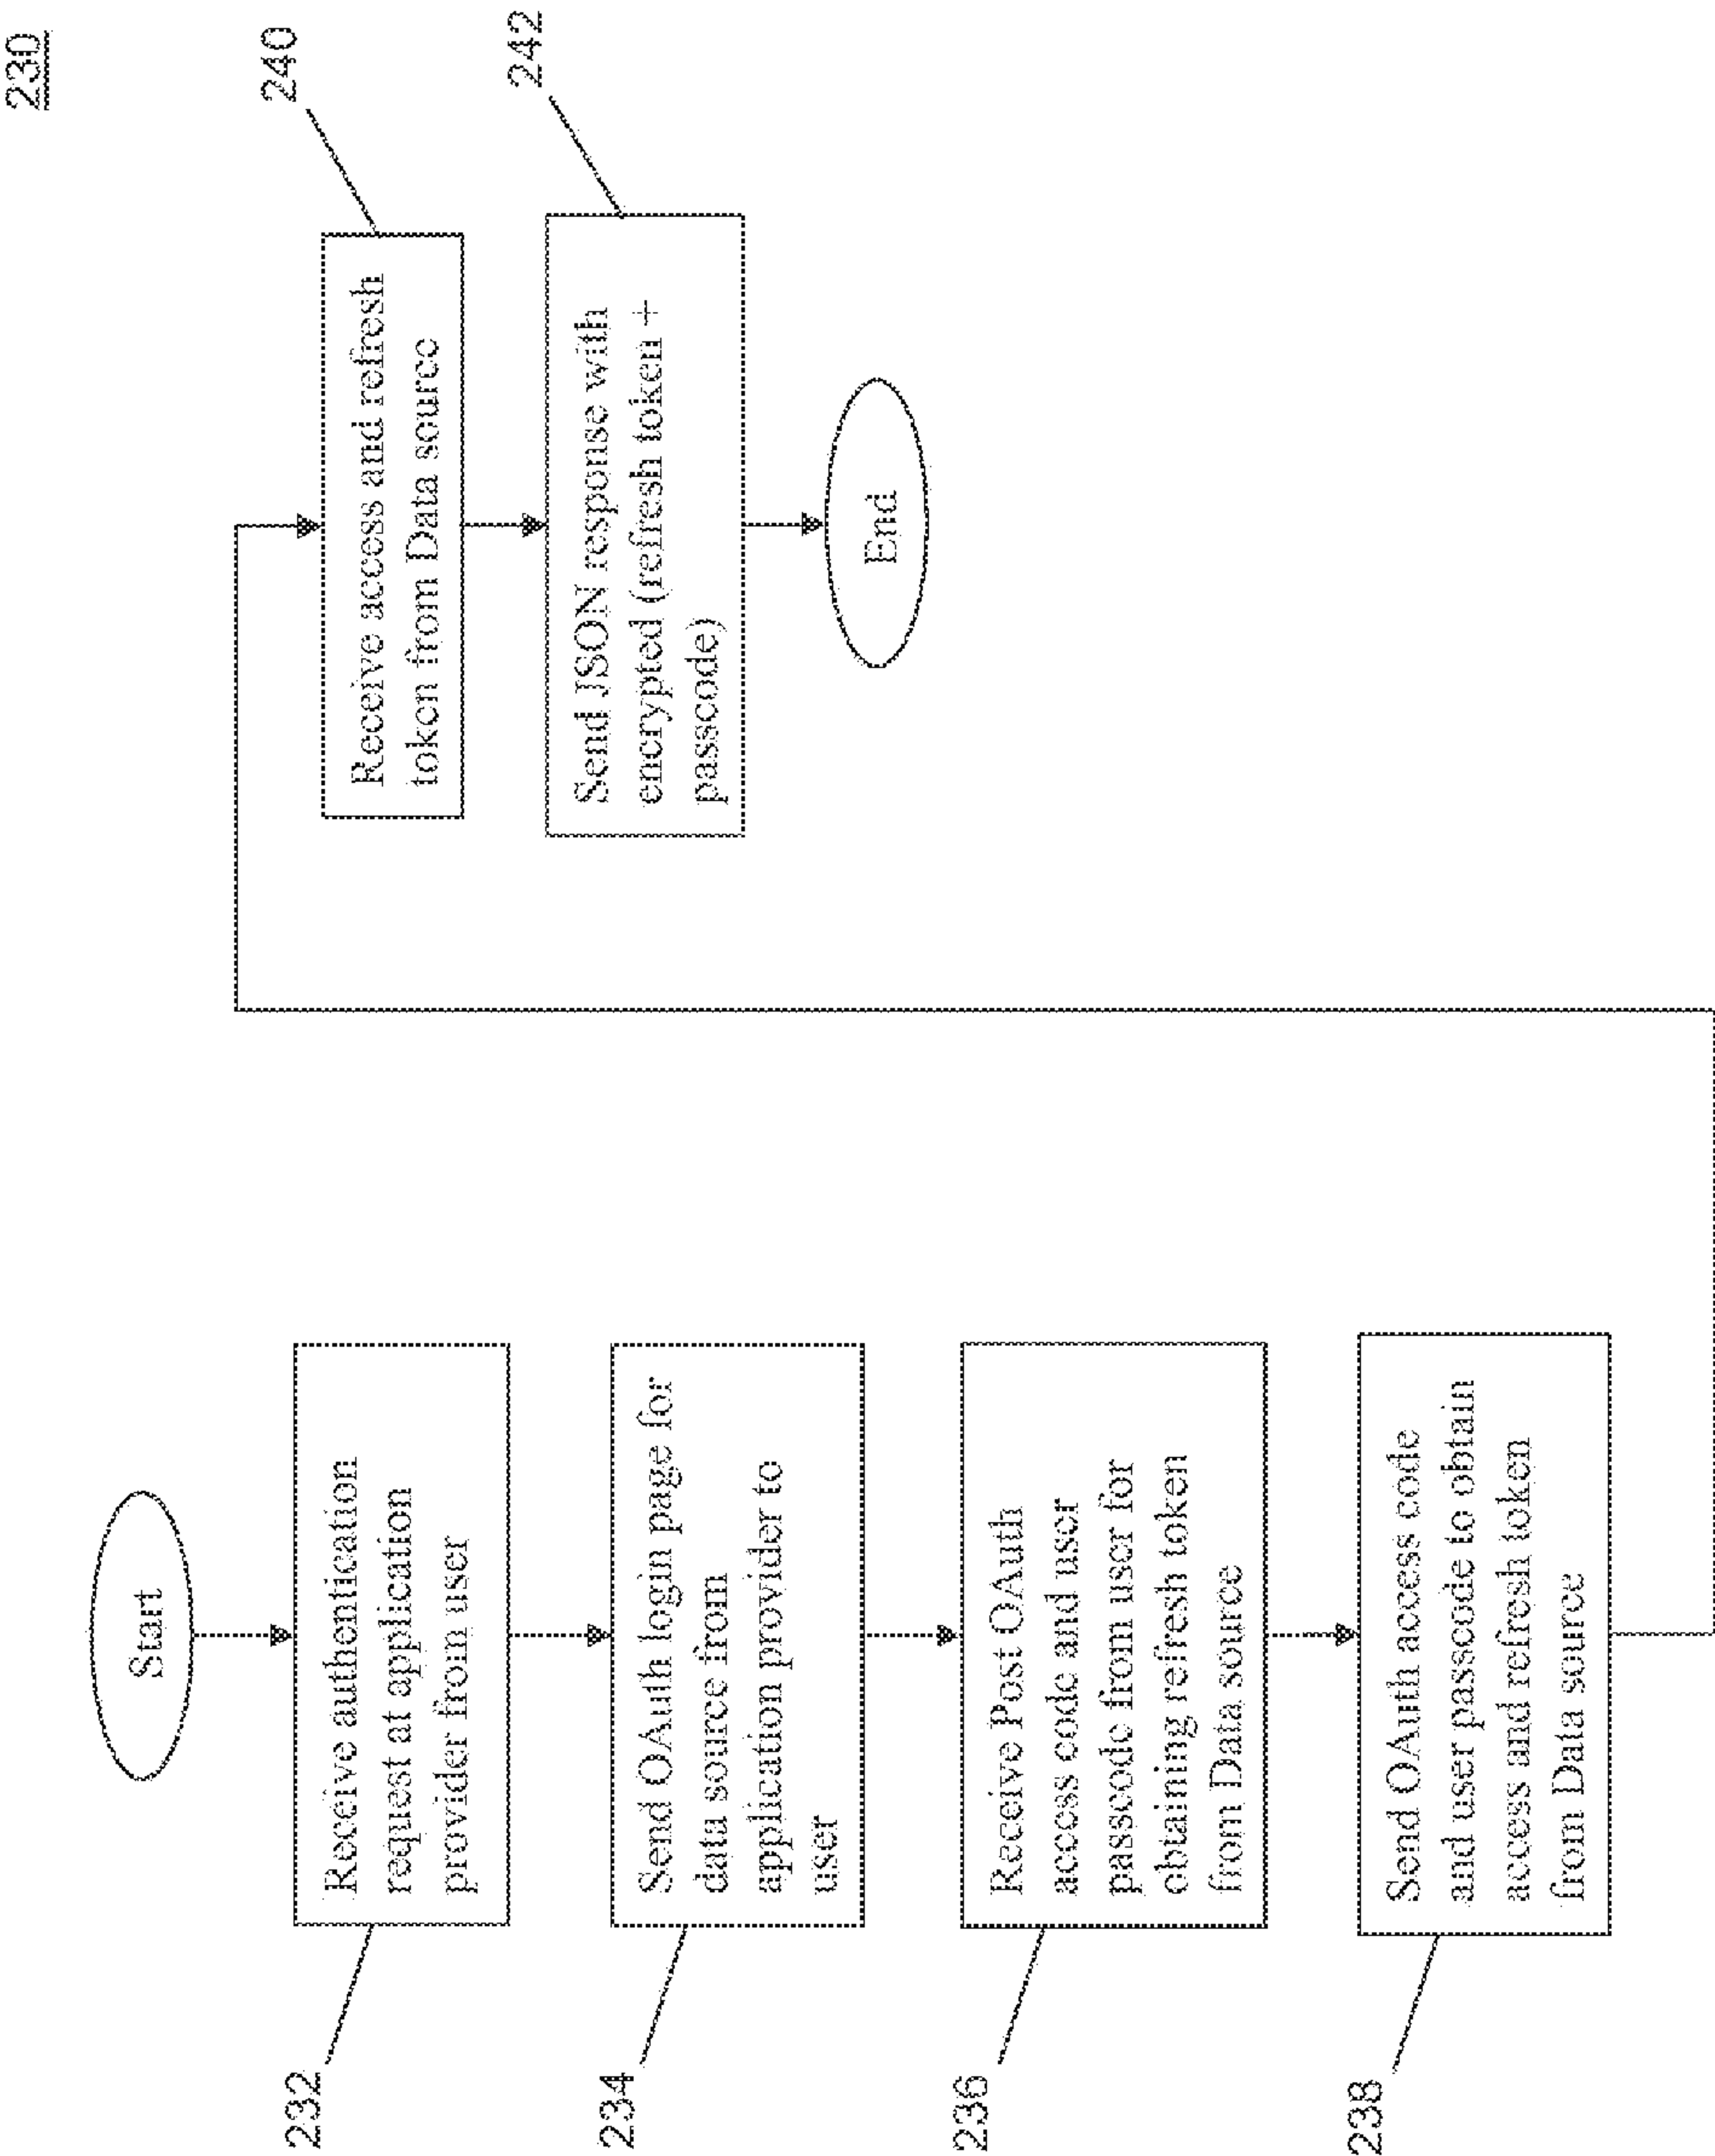 230
Start
232
Receive authentication
request at application
provider from user
234
Send OAuth login page for
data source from
application provider to
user
236
Receive Post OAuth
access code and user
passcode from user for
obtaining refresh token
from Data source
238
Send OAuth access code
and user passcode to obtain
access and refresh token
from Data source
240
Receive access and refresh
token from Data source
242
Send JSON response with
encrypted (refresh token +
passcode)
End